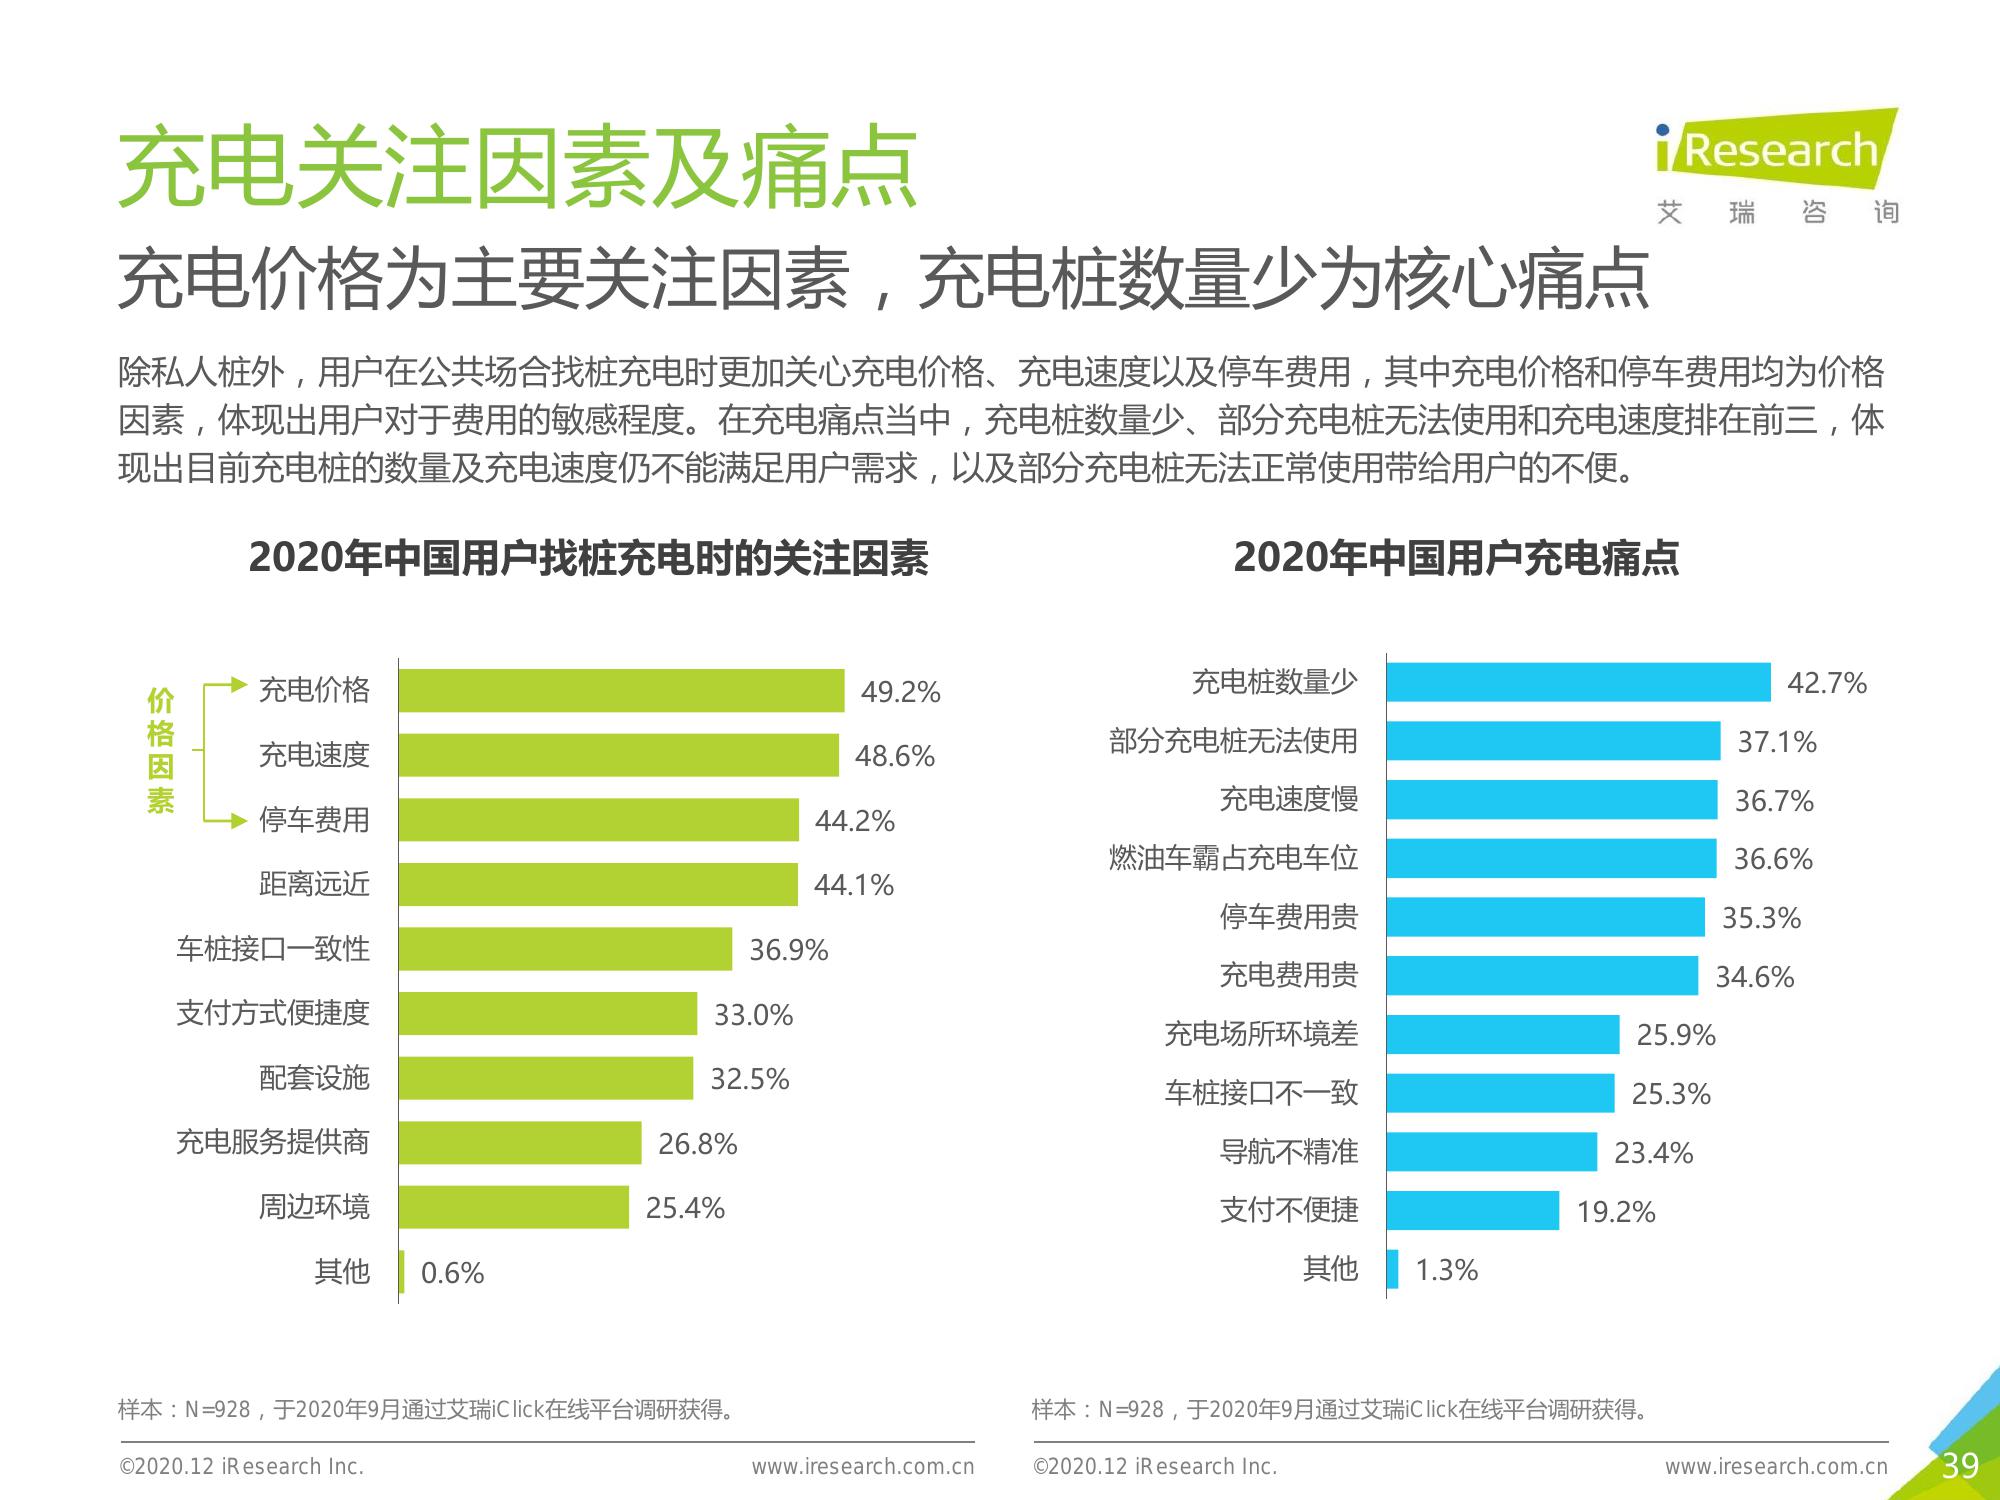 充电关注因素及痛点
iResearch
艾瑞咨询
充电价格为主要关注因素，充电桩数量少为核心痛点
除私人桩外，用户在公共场合找桩充电时更加关心充电价格、充电速度以及停车费用，其中充电价格和停车费用均为价格
因素，体现出用户对于费用的敏感程度。在充电痛点当中，充电桩数量少、部分充电桩无法使用和充电速度排在前三，体
现出目前充电桩的数量及充电速度仍不能满足用户需求，以及部分充电桩无法正常使用带给用户的不便。
2020年中国用户找桩充电时的关注因素
价格因素
充电价格 49.2%
充电速度 48.6%
停车费用 44.2%
距离远近 44.1%
车桩接口一致性 36.9%
支付方式便捷度 33.0%
配套设施 32.5%
充电服务提供商 26.8%
周边环境 25.4%
其他 0.6%
样本：N=928，于2020年9月通过艾瑞iClick在线平台调研获得。
©2020.12 iResearch Inc. www.iresearch.com.cn
2020年中国用户充电痛点
充电桩数量少 42.7%
部分充电桩无法使用 37.1%
充电速度慢 36.7%
燃油车霸占充电车位 36.6%
停车费用贵 35.3%
充电费用贵 34.6%
充电场所环境差 25.9%
车桩接口不一致 25.3%
导航不精准 23.4%
支付不便捷 19.2%
其他 1.3%
样本：N=928，于2020年9月通过艾瑞iClick在线平台调研获得。
©2020.12 iResearch Inc. www.iresearch.com.cn
39